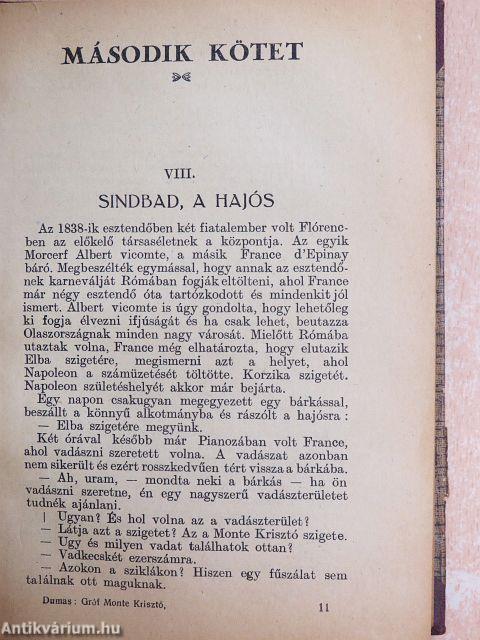 MÁSODIK KÖTET
VIII.
SINDBAD, A HAJÓS
Az 1838-ik esztendőben két fiatalember volt Flórenc-
ben az előkelő társaséletnek a központja. Az egyik
Morcerf Albert vicomte, a másik France d'Epinay
báró. Megbeszélték egymással, hogy annak az esztendő-
nek karneválját Rómában fogják eltölteni, ahol France
már négy esztendő óta tartózkodott és mindenkit jól
ismert. Albert vicomte is úgy gondolta, hogy lehetőleg
ki fogja élvezni ifjúságát és ha csak lehet, beutazza
Olaszországnak minden nagy városát. Mielőtt Rómába
utaztak volna, France még elhatározta, hogy elutazik
Elba szigetére, megismerni azt a helyet, ahol
Napoleon a számüzetését töltötte. Korzika szigetét.
Napoleon születéshelyét akkor már bejárta.
Egy napon csakugyan megegyezett egy bárkással,
beszállt a könnyű alkotmányba és rászólt a hajósra :
— Elba szigetére megyünk.
Két órával később már Pianozában volt France,
ahol vadászni szeretett volna. A vadászat azonban
nem sikerült és ezért rosszkedvűen tért vissza a bárkába.
— Ah, uram, — mondta neki a bárkás — ha ön
vadászni szeretne, én egy nagyszerű vadászterületet
tudnék ajánlani.
| Ugyan? És hol volna az a vadászterület?
— Látja azt a szigetet? Az a Monte Krisztó szigete.
— Ugy és milyen vadat találhatok ottan?
— Vadkecskét ezerszámra.
— Azokon a sziklákon? Hiszen egy fűszálat sem
találnak ott maguknak.
Dumas : Gróf Monte Krisztó,
11
Antikvárium.hu